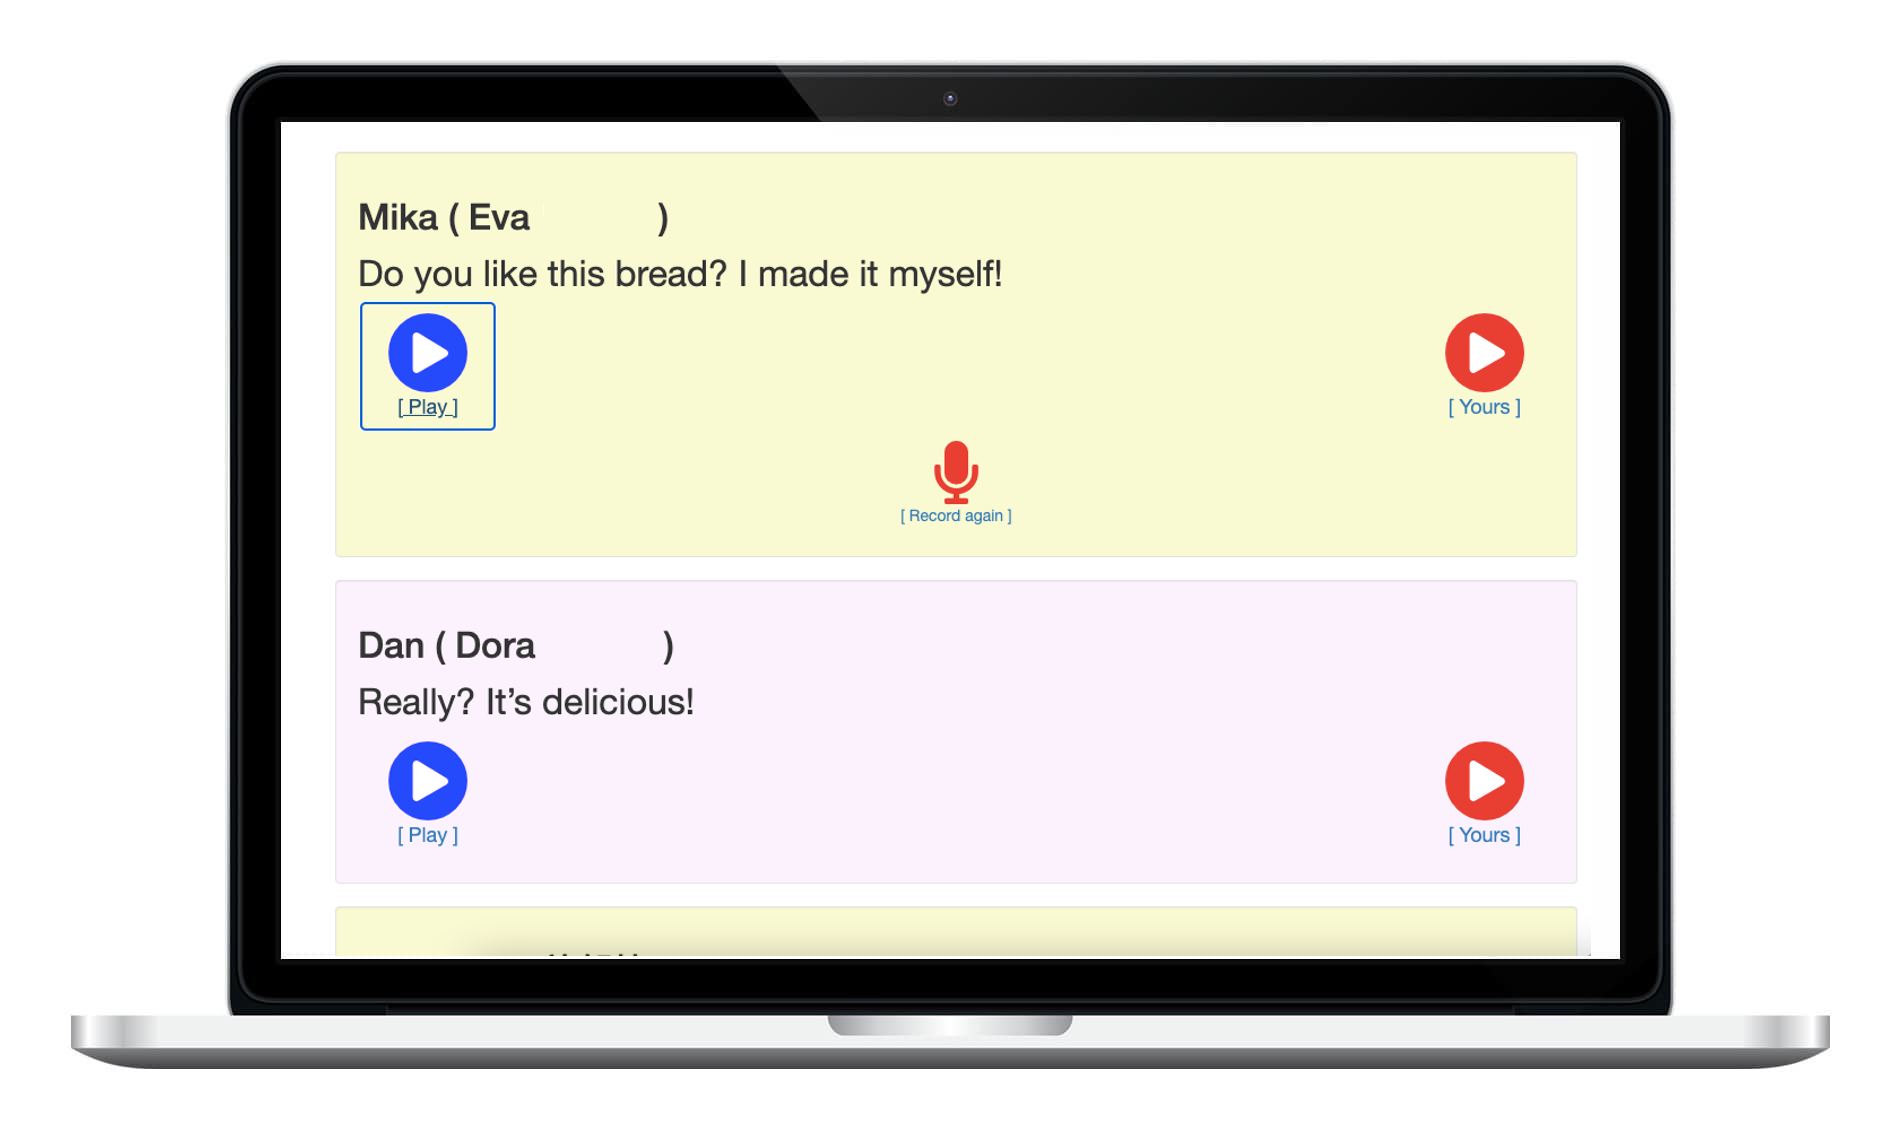 Mika ( Eva )
Do you like this bread? I made it myself!
[ Play ]
[ Yours ]
[ Record again ]
Dan ( Dora )
Really? It’s delicious!
[ Play ]
[ Yours ]